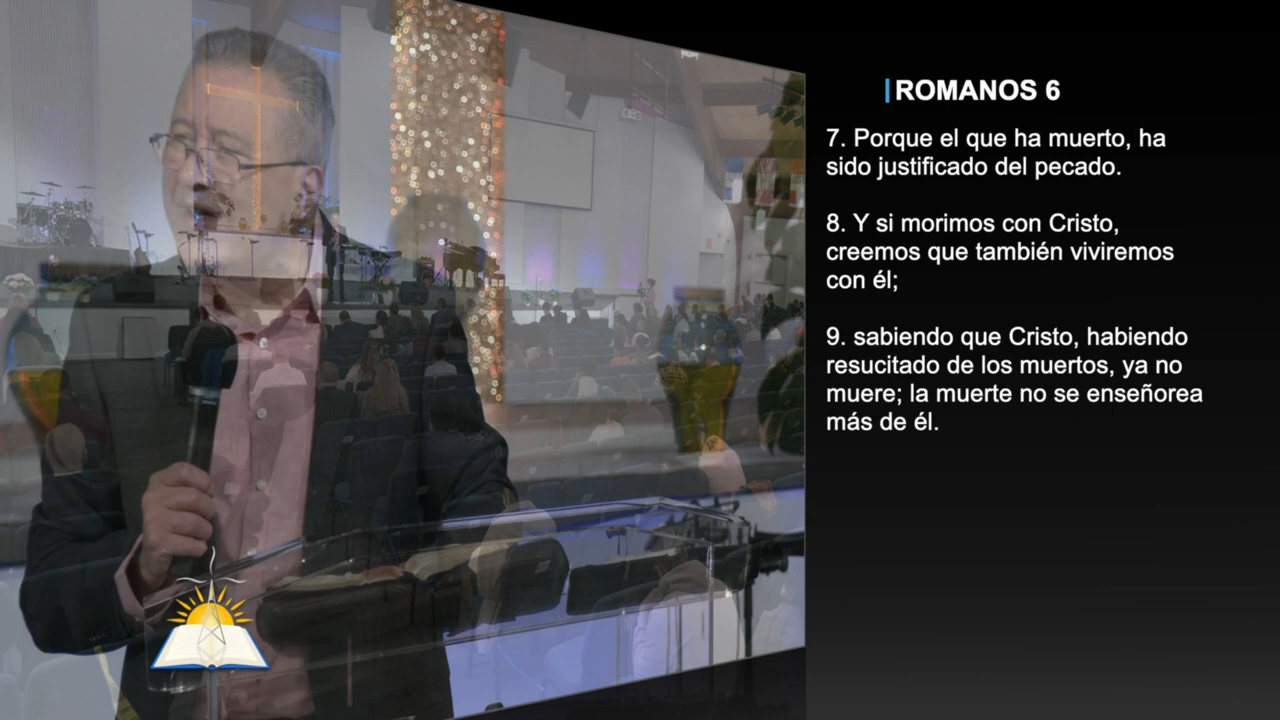 ROMANOS 6
7. Porque el que ha muerto, ha
sido justificado del pecado.
8. Y si morimos con Cristo,
creemos que también viviremos
con él;
9. sabiendo que Cristo, habiendo
resucitado de los muertos, ya no
muere; la muerte no se enseñorea
más de él.